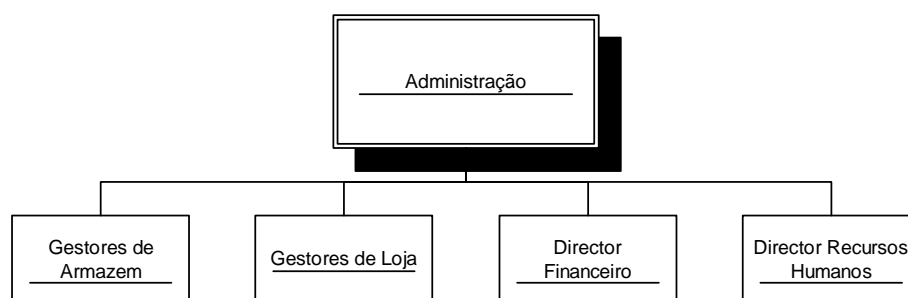 Administração
Gestores de
Armazem
Gestores de Loja
Director
Financeiro
Director Recursos
Humanos